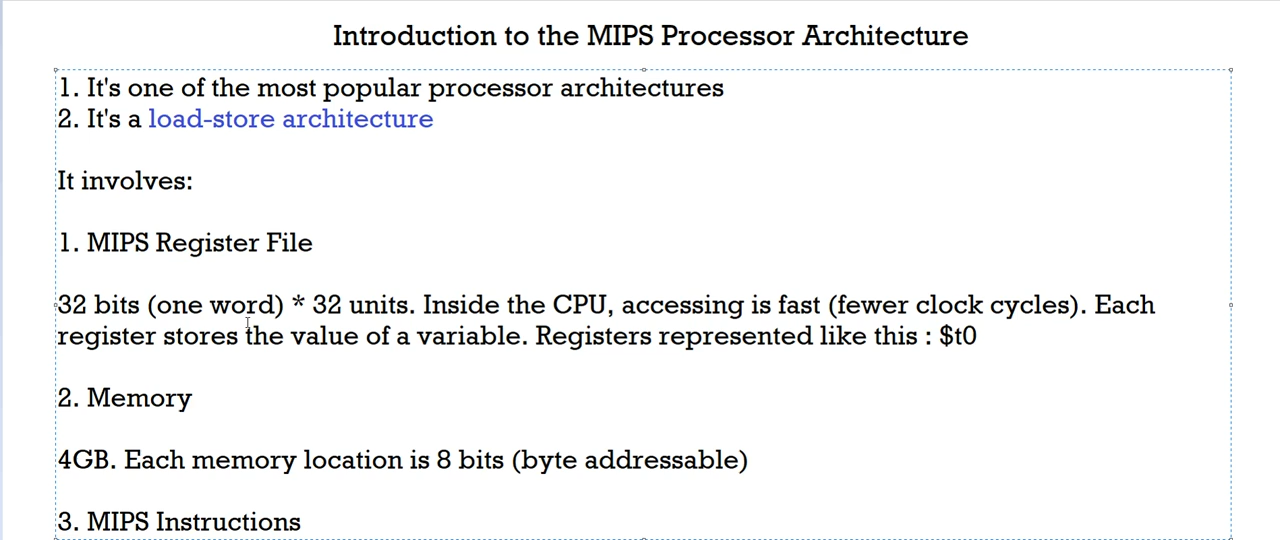 Introduction to the MIPS Processor Architecture
1. It's one of the most popular processor architectures
2. It's a load-store architecture
It involves:
1. MIPS Register File
32 bits (one word) * 32 units. Inside the CPU, accessing is fast (fewer clock cycles). Each
register stores the value of a variable. Registers represented like this : $t0
2. Memory
4GB. Each memory location is 8 bits (byte addressable)
3. MIPS Instructions